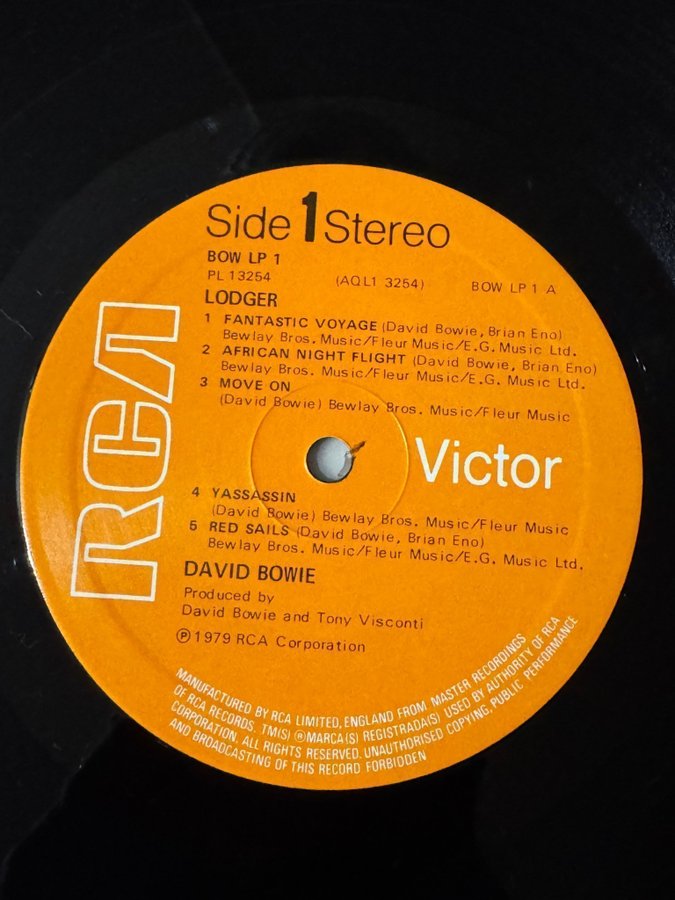 Side 1 Stereo
BOW LP 1
PL 13254 (AQL1 3254) BOW LP 1 A
LODGER
1 FANTASTIC VOYAGE (David Bowie, Brian Eno)
Bewlay Bros. Music/Fleur Music/E.G. Music Ltd.
2 AFRICAN NIGHT FLIGHT (David Bowie, Brian Eno)
Bewlay Bros. Music/Fleur Music/E.G. Music Ltd.
3 MOVE ON
(David Bowie) Bewlay Bros. Music/Fleur Music
RCA
Victor
4 YASSASSIN
(David Bowie) Bewlay Bros. Music/Fleur Music
5 RED SAILS (David Bowie, Brian Eno)
Bewlay Bros. Music/Fleur Music/E.G. Music Ltd.
DAVID BOWIE
Produced by
David Bowie and Tony Visconti
℗1979 RCA Corporation
MANUFACTURED BY RCA LIMITED, ENGLAND FROM MASTER RECORDINGS
OF RCA RECORDS. TM(S) ®MARCA(S) REGISTRADA(S) USED BY AUTHORITY OF RCA
CORPORATION. ALL RIGHTS RESERVED. UNAUTHORISED COPYING, PUBLIC PERFORMANCE
AND BROADCASTING OF THIS RECORD FORBIDDEN